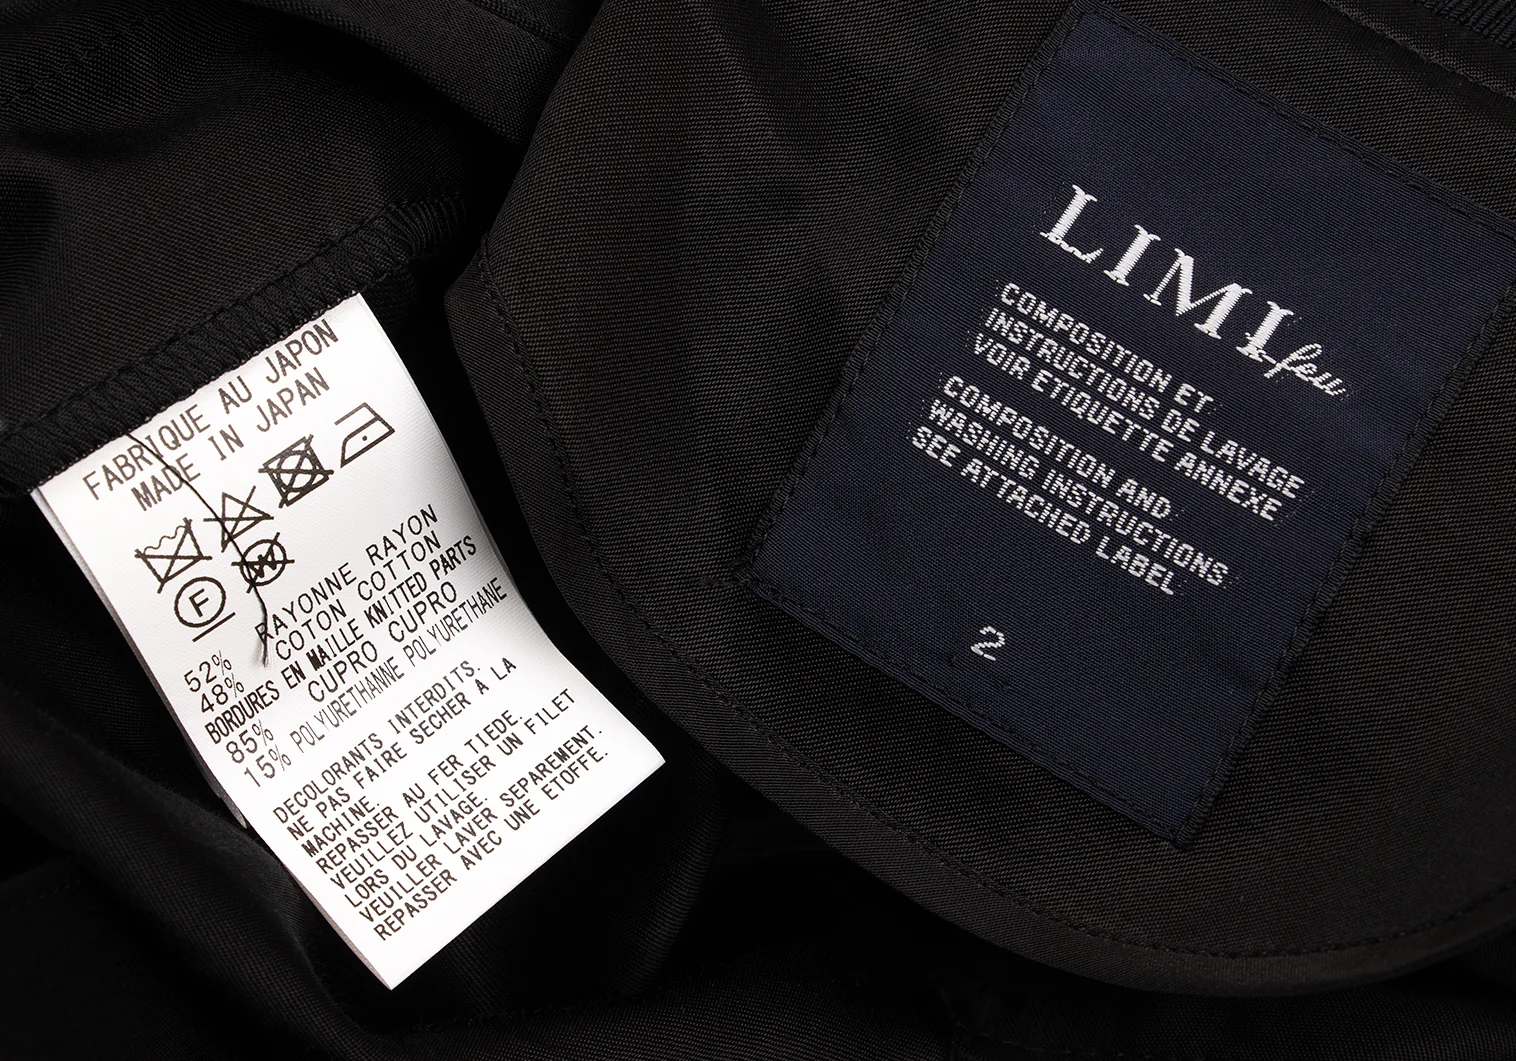 FABRIQUE AU JAPON
MADE IN JAPAN
F
W
52% RAYONNE RAYON
48% COTON COTTON
BORDURES EN MAILLE KNITTED PARTS
85% CUPRO CUPRO
15% POLYURETHANNE POLYURETHANE
DECOLORANTS INTERDITS.
NE PAS FAIRE SECHER À LA
MACHINE.
REPASSER AU FER TIEDE.
VEUILLEZ UTILISER UN FILET
LORS DU LAVAGE.
VEUILLER LAVER SEPAREMENT.
REPASSER AVEC UNE ETOFFE.
LIMI feu
COMPOSITION ET
INSTRUCTIONS DE LAVAGE
VOIR ETIQUETTE ANNEXE
COMPOSITION AND
WASHING INSTRUCTIONS
SEE ATTACHED LABEL
2